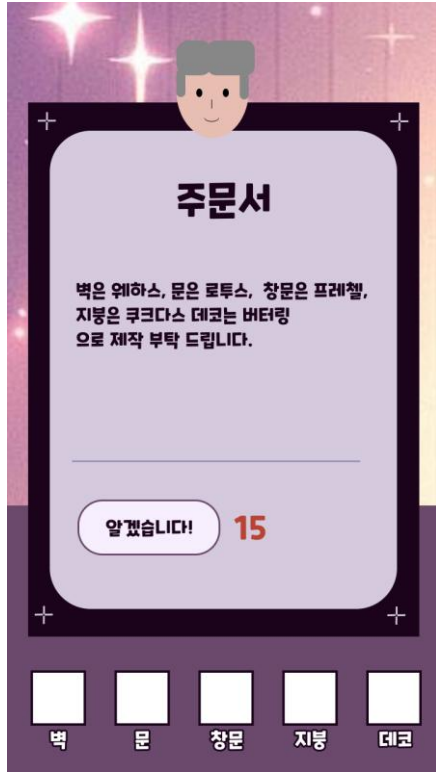 주문서
벽은 웨하스, 문은 로투스, 창문은 프레첼,
지붕은 쿠크다스 데코는 버터링
으로 제작 부탁 드립니다.
알겠습니다! 15
벽 문 창문 지붕 데코